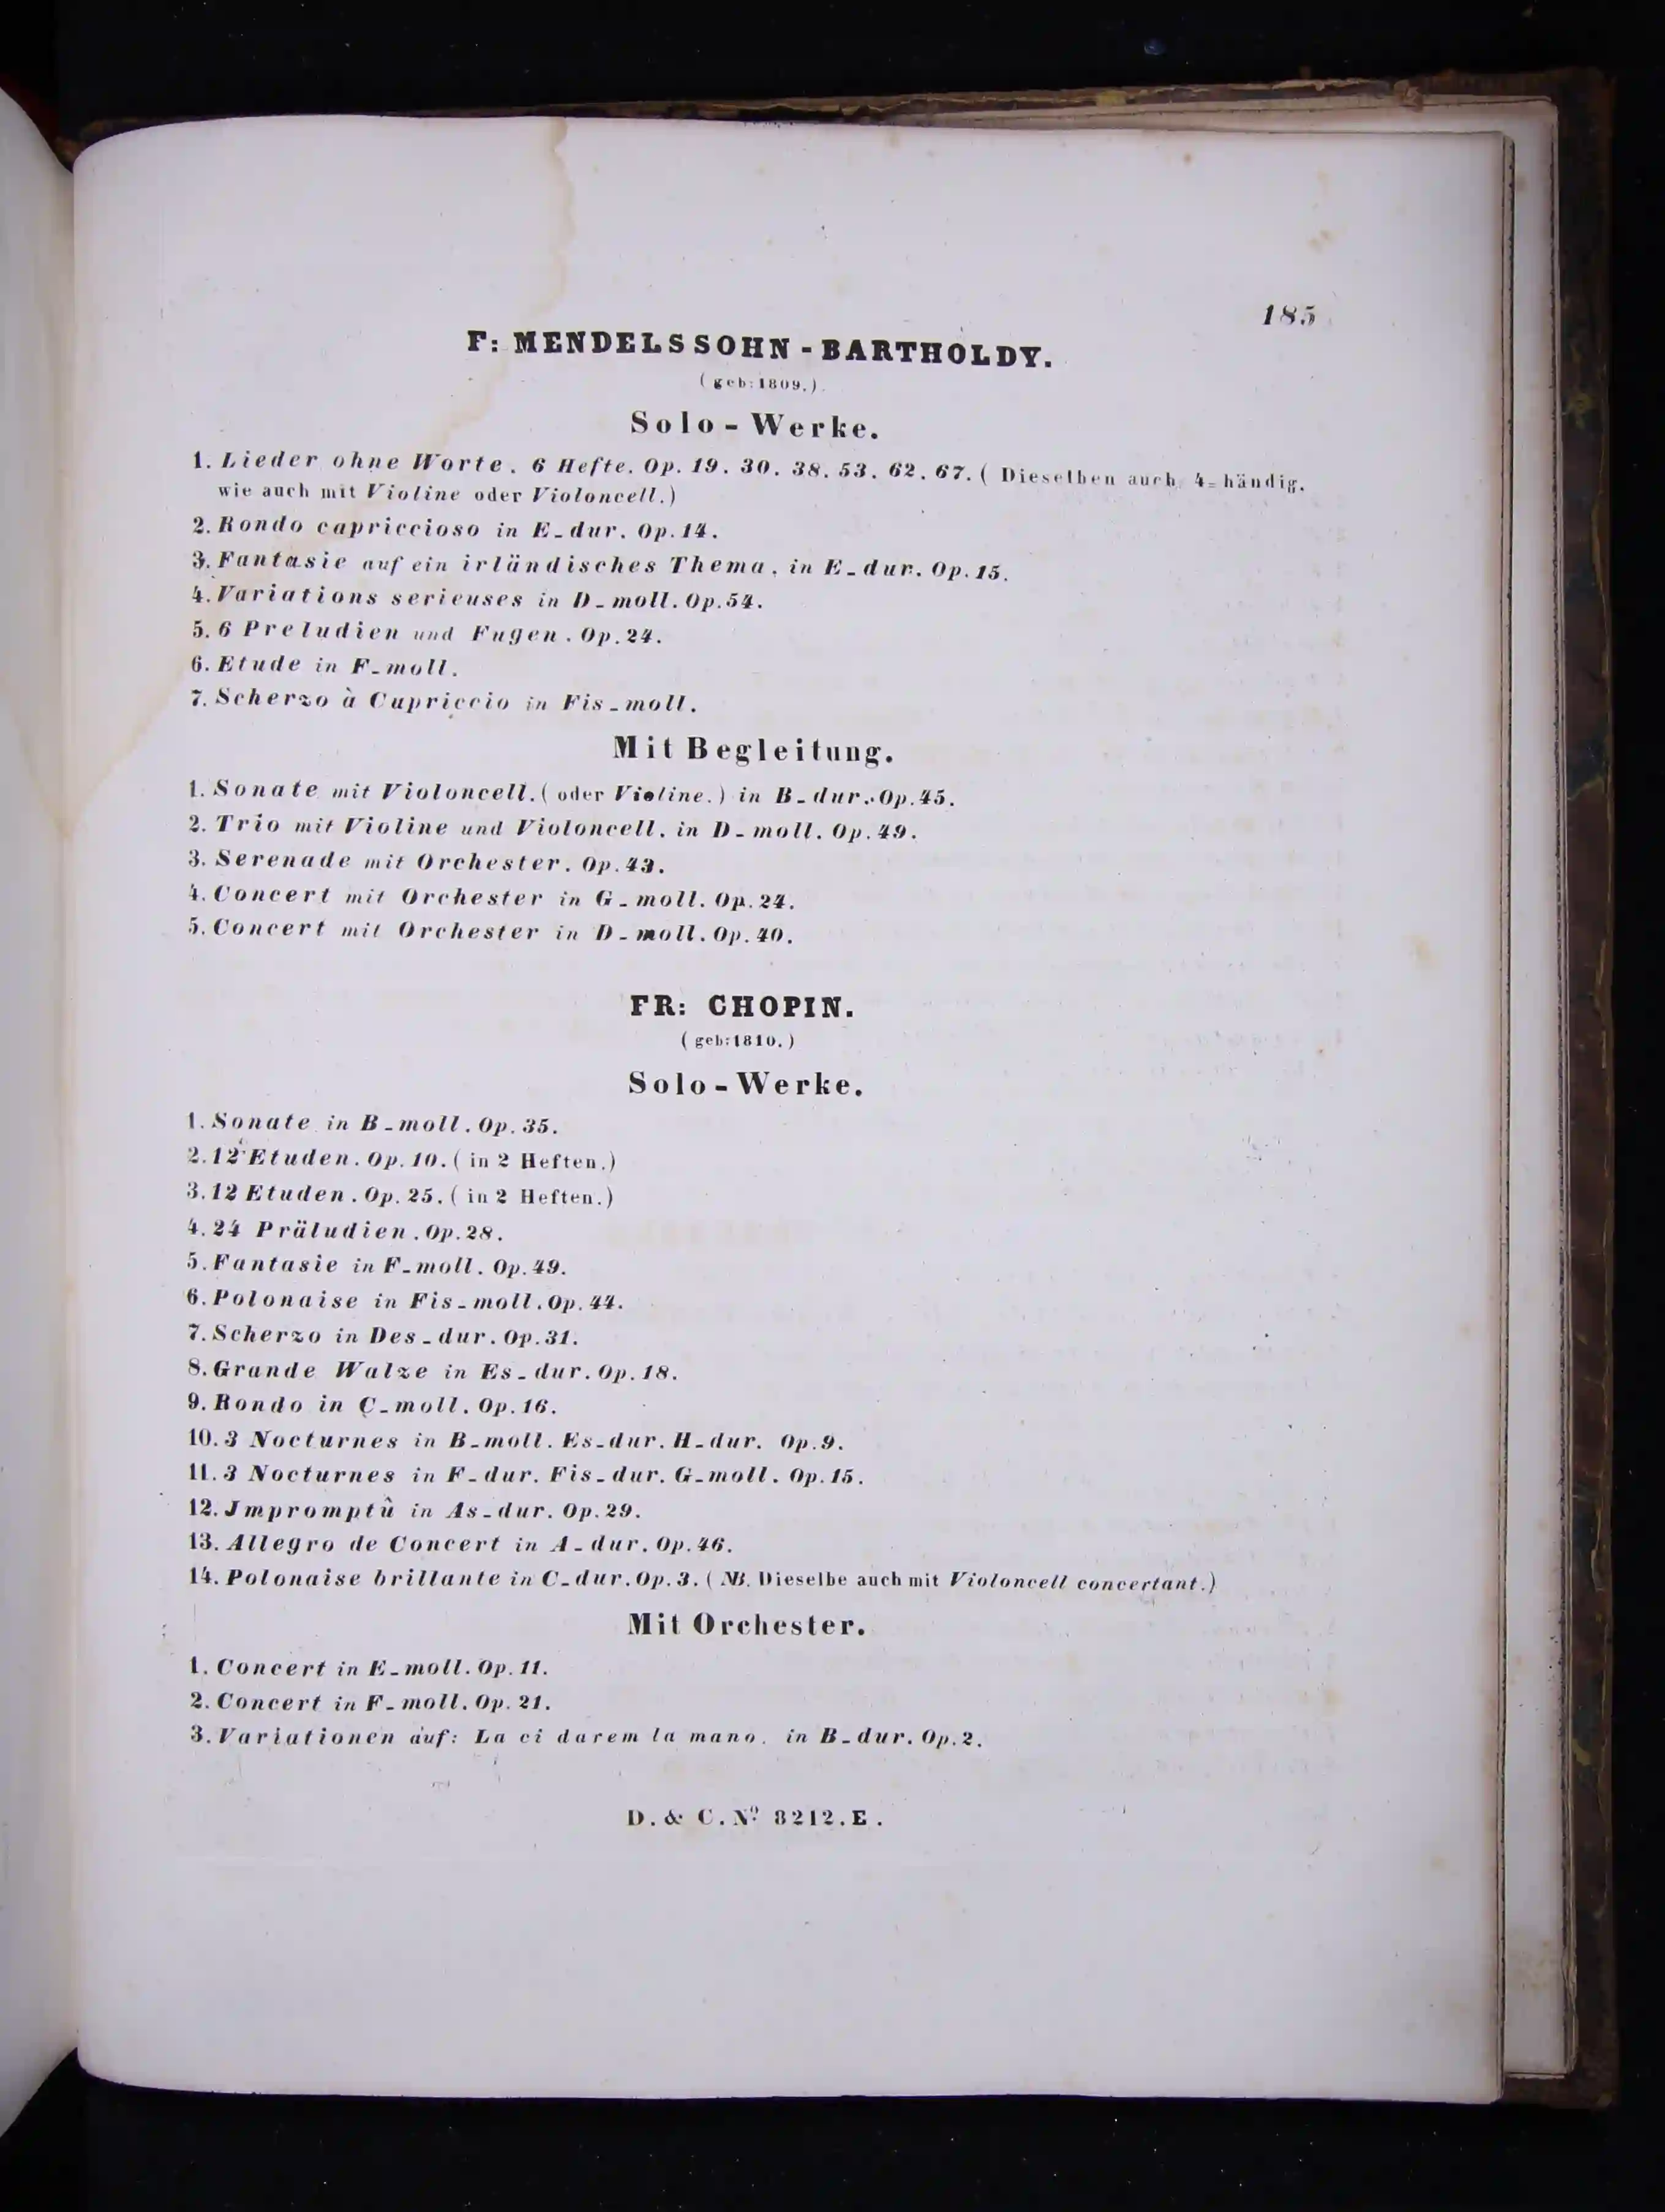 185
F: MENDELSSOHN-BARTHOLDY.
(geb: 1809.)
Solo-Werke.
1. Lieder ohne Worte. 6 Hefte. Op. 19. 30. 38. 53. 62. 67. (Dieselben auch 4=händig.
wie auch mit Violine oder Violoncell.)
2. Rondo capriccioso in E-dur. Op. 14.
3. Fantasie auf ein irländisches Thema. in E-dur. Op. 15.
4. Variations serieuses in D-moll. Op. 54.
5. 6 Preludien und Fugen. Op. 24.
6. Etude in F-moll.
7. Scherzo à Capriccio in Fis-moll.
Mit Begleitung.
1. Sonate mit Violoncell. (oder Violine.) in B-dur. Op. 45.
2. Trio mit Violine und Violoncell. in D-moll. Op. 49.
3. Serenade mit Orchester. Op. 43.
4. Concert mit Orchester in G-moll. Op. 24.
5. Concert mit Orchester in D-moll. Op. 40.
FR: CHOPIN.
(geb: 1810.)
Solo-Werke.
1. Sonate in B-moll. Op. 35.
2. 12 Etuden. Op. 10. (in 2 Heften.)
3. 12 Etuden. Op. 25. (in 2 Heften.)
4. 24 Präludien. Op. 28.
5. Fantasie in F-moll. Op. 49.
6. Polonaise in Fis-moll. Op. 44.
7. Scherzo in Des-dur. Op. 31.
8. Grande Walze in Es-dur. Op. 18.
9. Rondo in C-moll. Op. 16.
10. 3 Nocturnes in B-moll. Es-dur. H-dur. Op. 9.
11. 3 Nocturnes in F-dur. Fis-dur. G-moll. Op. 15.
12. Jmpromptû in As-dur. Op. 29.
13. Allegro de Concert in A-dur. Op. 46.
14. Polonaise brillante in C-dur. Op. 3. (NB. Dieselbe auch mit Violoncell concertant.)
Mit Orchester.
1. Concert in E-moll. Op. 11.
2. Concert in F-moll. Op. 21.
3. Variationen auf: La ci darem la mano. in B-dur. Op. 2.
D. & C. Nº 8212. E.